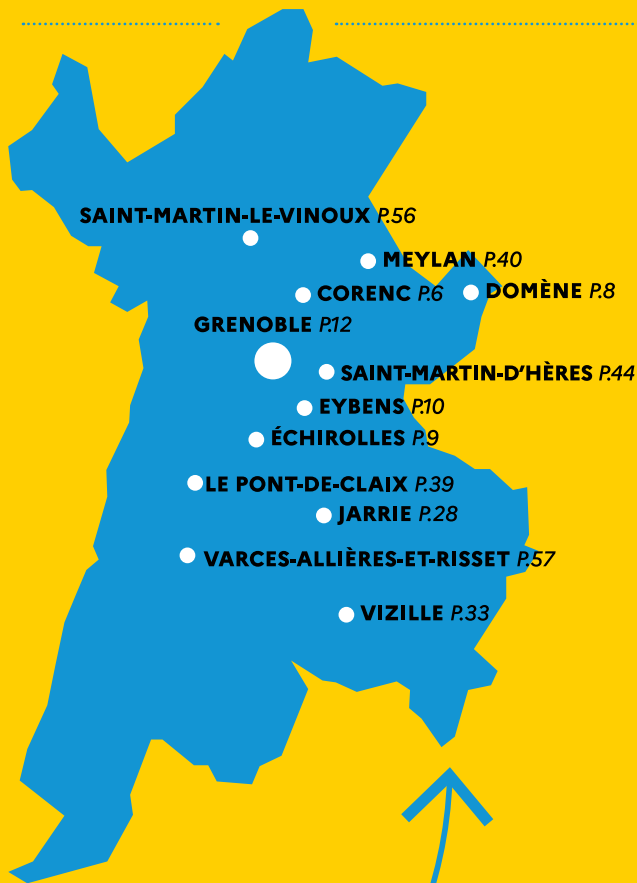 SAINT-MARTIN-LE-VINOUX P.56
MEYLAN P.40
CORENC P.6
DOMÈNE P.8
GRENOBLE P.12
SAINT-MARTIN-D'HÈRES P.44
EYBENS P.10
ÉCHIROLLES P.9
LE PONT-DE-CLAIX P.39
JARRIE P.28
VARCES-ALLIÈRES-ET-RISSET P.57
VIZILLE P.33